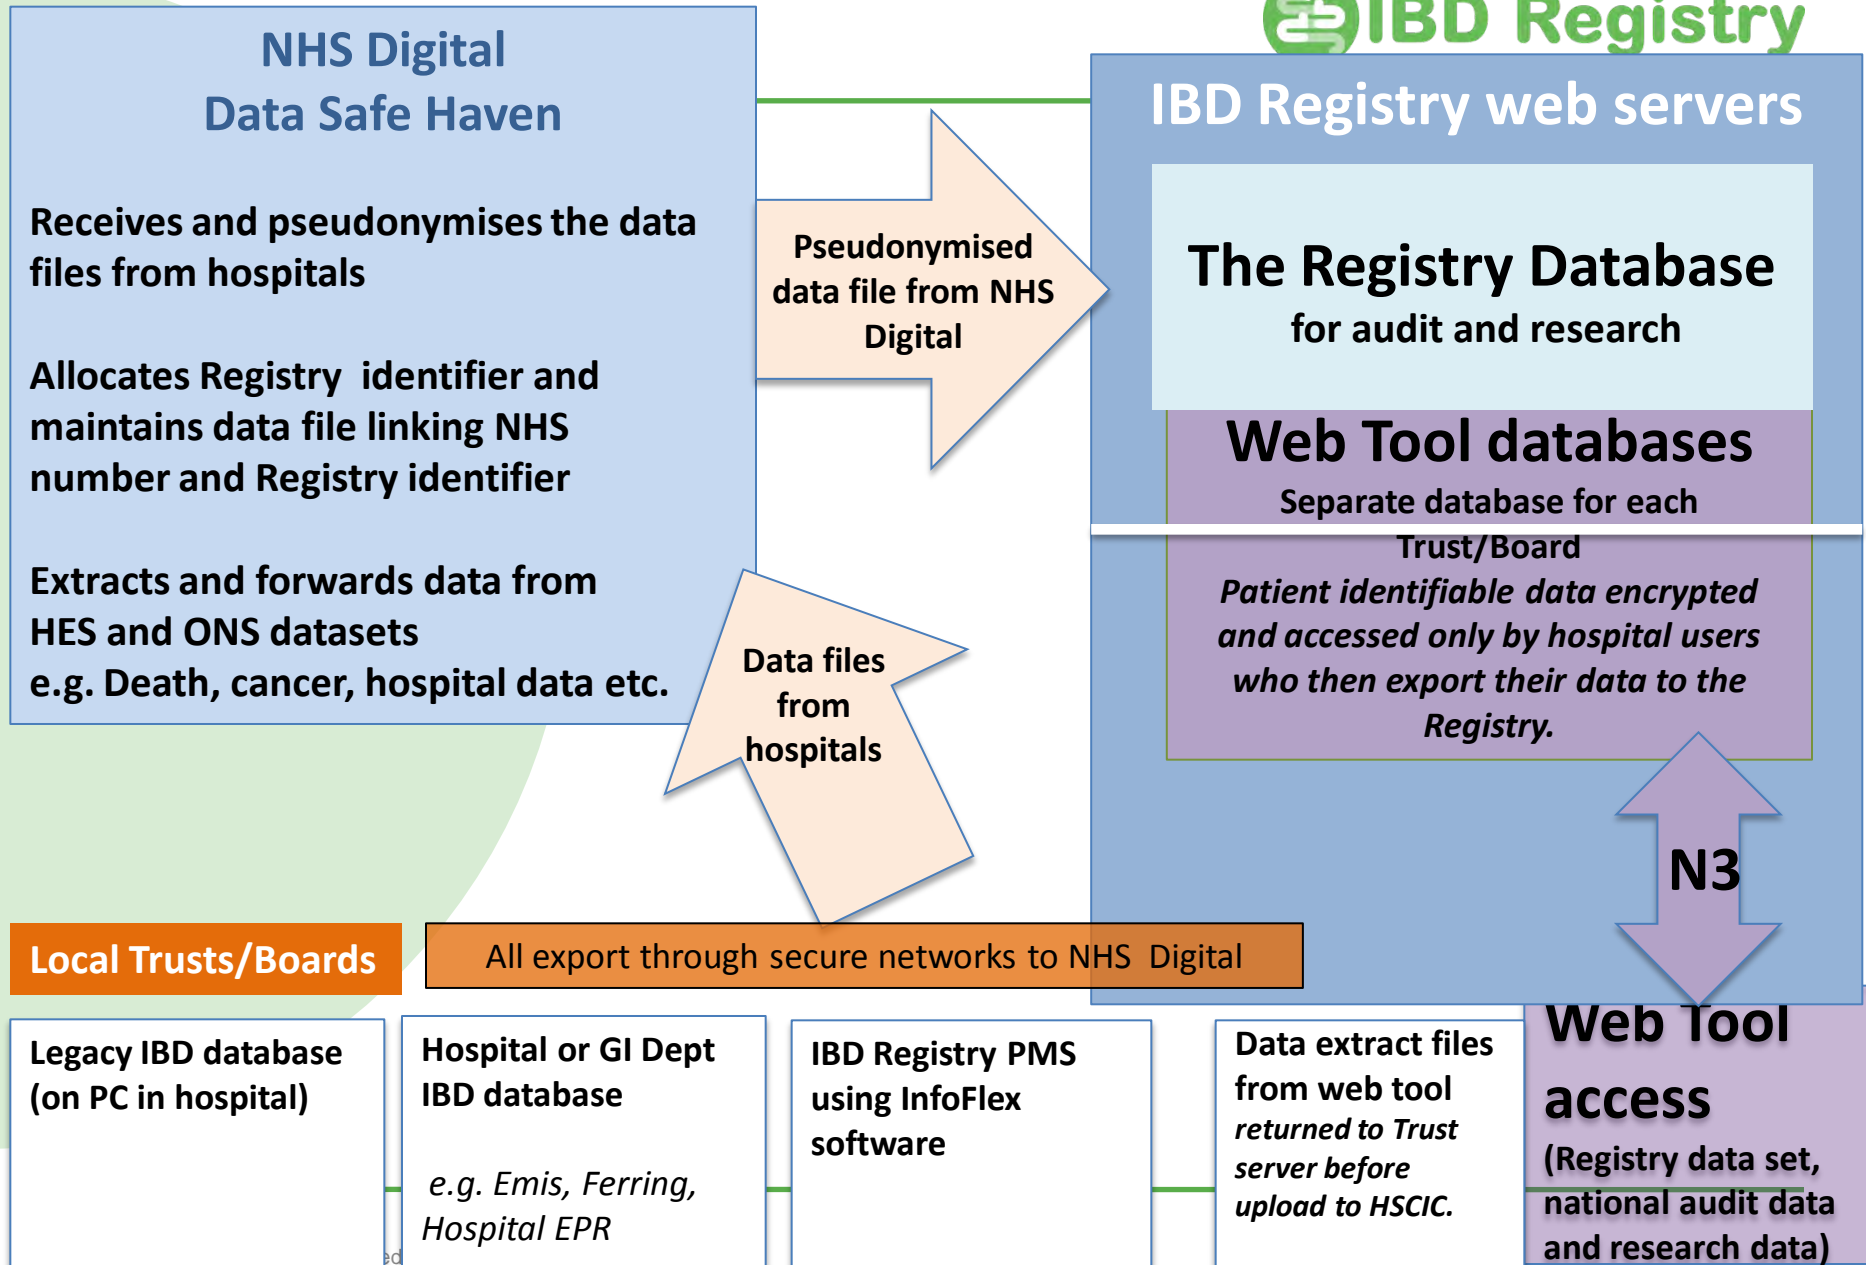 IBD Registry
NHS Digital
Data Safe Haven
Receives and pseudonymises the data
files from hospitals
Allocates Registry identifier and
maintains data file linking NHS
number and Registry identifier
Extracts and forwards data from
HES and ONS datasets
e.g. Death, cancer, hospital data etc.
Pseudonymised
data file from NHS
Digital
Data files
from
hospitals
IBD Registry web servers
The Registry Database
for audit and research
Web Tool databases
Separate database for each
Trust/Board
Patient identifiable data encrypted
and accessed only by hospital users
who then export their data to the
Registry.
N3
Local Trusts/Boards
All export through secure networks to NHS Digital
Legacy IBD database
(on PC in hospital)
Hospital or GI Dept
IBD database
e.g. Emis, Ferring,
Hospital EPR
IBD Registry PMS
using InfoFlex
software
Data extract files
from web tool
returned to Trust
server before
upload to HSCIC.
Web Tool
access
(Registry data set,
national audit data
and research data)